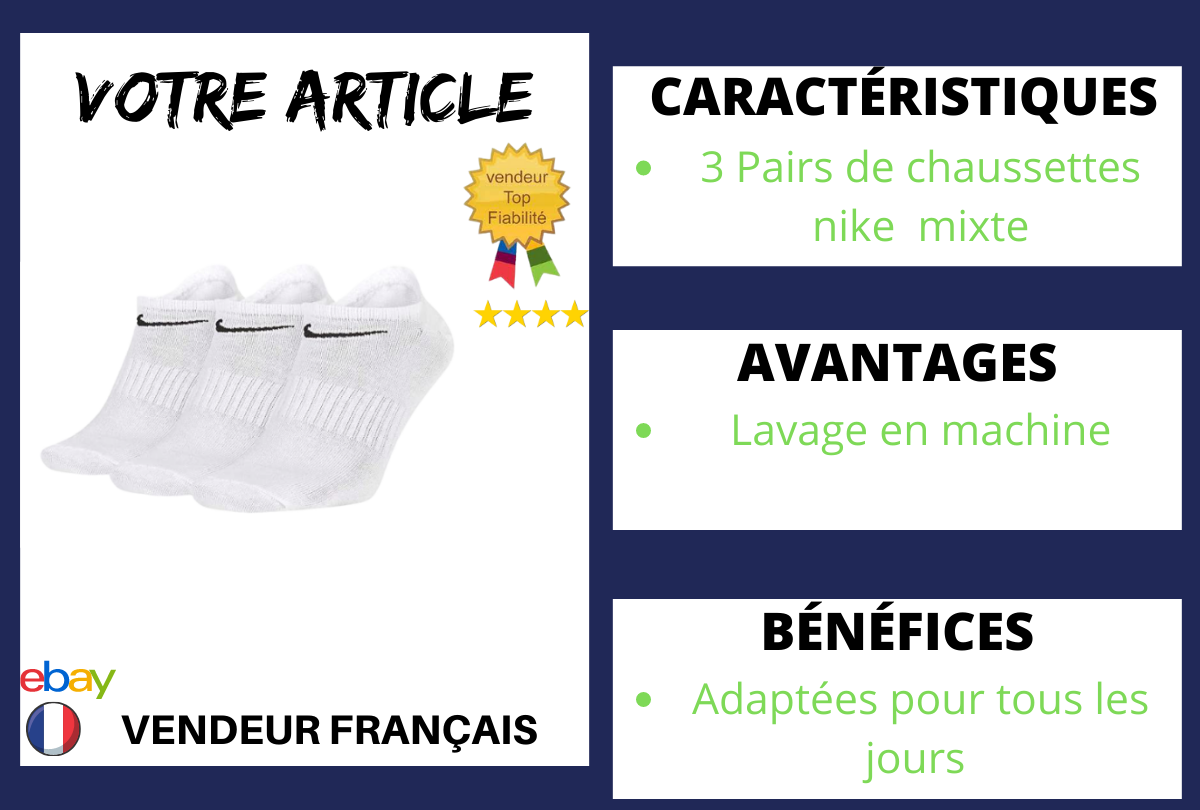 VOTRE ARTICLE
vendeur
Top
Fiabilité
ebay
VENDEUR FRANÇAIS
CARACTÉRISTIQUES
• 3 Pairs de chaussettes
nike mixte
AVANTAGES
• Lavage en machine
BÉNÉFICES
• Adaptées pour tous les
jours